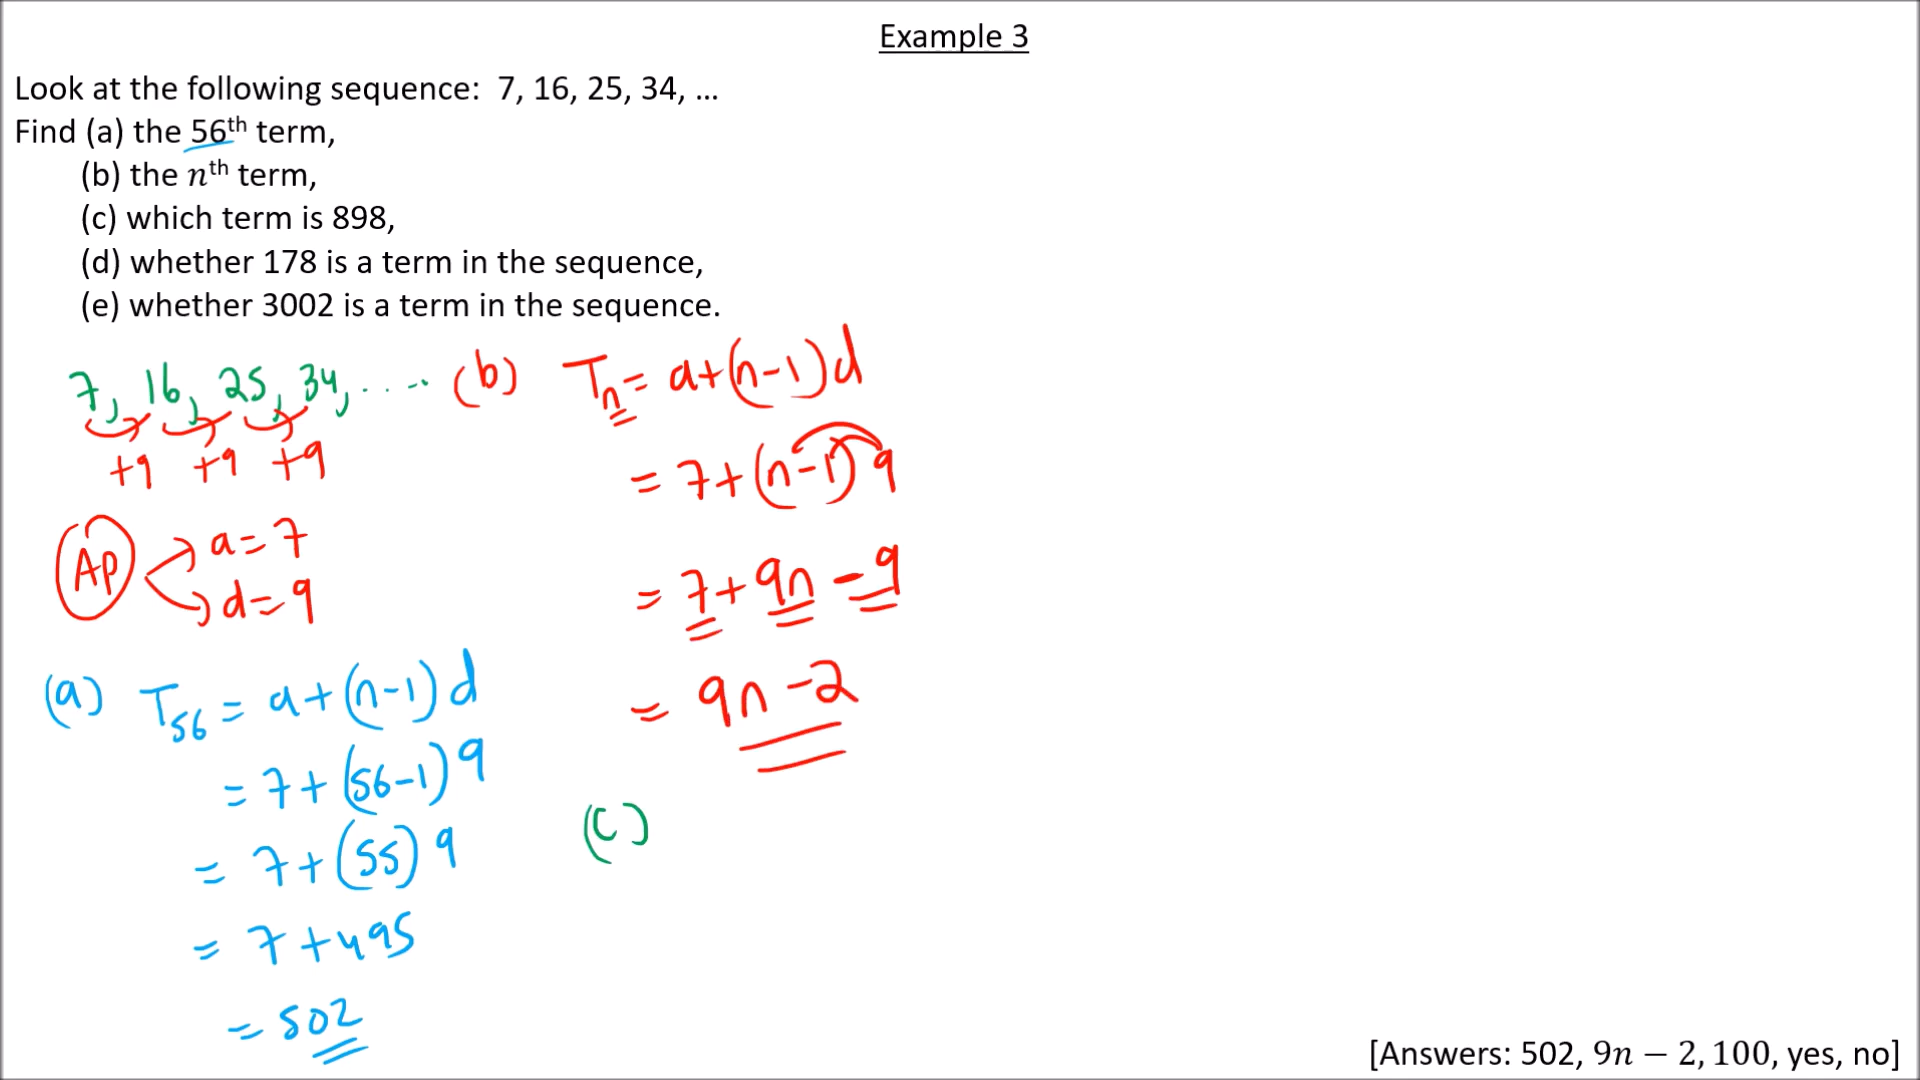 Example 3
Look at the following sequence: 7, 16, 25, 34, ...
Find (a) the 56th term,
(b) the nth term,
(c) which term is 898,
(d) whether 178 is a term in the sequence,
(e) whether 3002 is a term in the sequence.
7, 16, 25, 34, ....
+9 +9 +9
AP a=7
d=9
(a) T56 = a+(n-1)d
= 7+(56-1)9
= 7+(55)9
= 7+495
= 502
(b) Tn = a+(n-1)d
= 7+(n-1)9
= 7+9n-9
= 9n-2
(c)
[Answers: 502, 9n − 2, 100, yes, no]